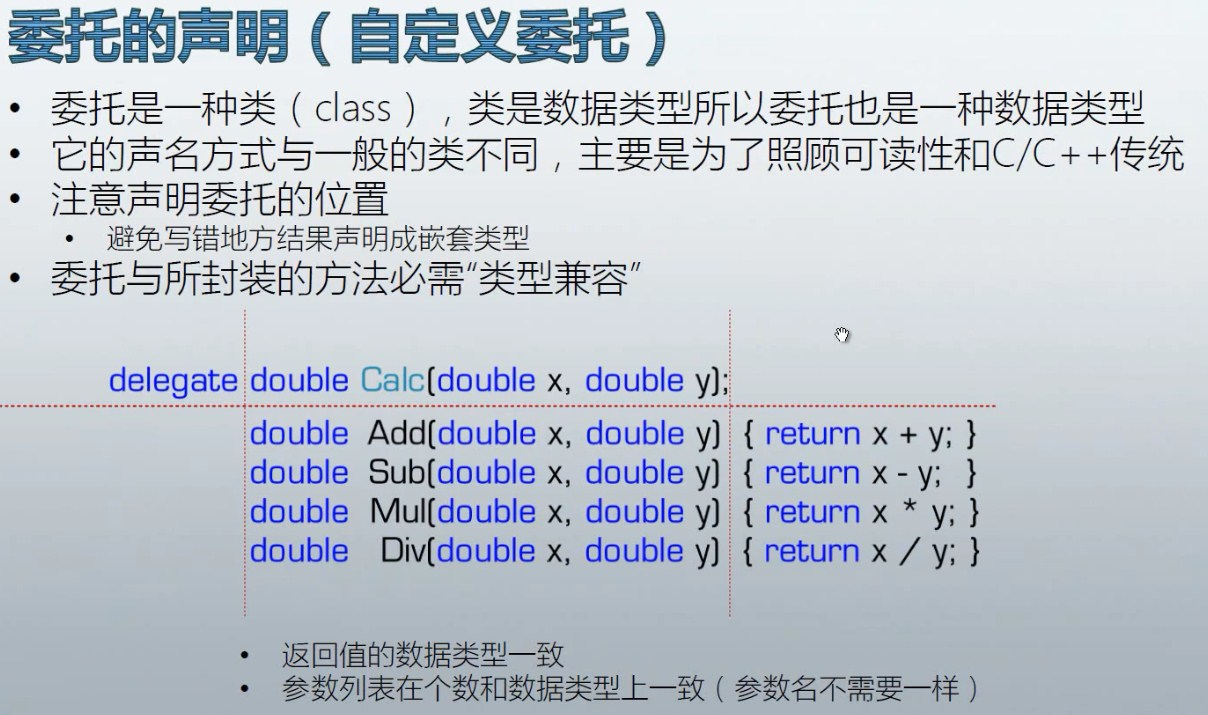 委托的声明（自定义委托）
• 委托是一种类（class），类是数据类型所以委托也是一种数据类型
• 它的声名方式与一般的类不同，主要是为了照顾可读性和C/C++传统
• 注意声明委托的位置
• 避免写错地方结果声明成嵌套类型
• 委托与所封装的方法必需“类型兼容”
delegate double Calc(double x, double y);
double Add(double x, double y) { return x + y; }
double Sub(double x, double y) { return x - y; }
double Mul(double x, double y) { return x * y; }
double Div(double x, double y) { return x / y; }
• 返回值的数据类型一致
• 参数列表在个数和数据类型上一致（参数名不需要一样）